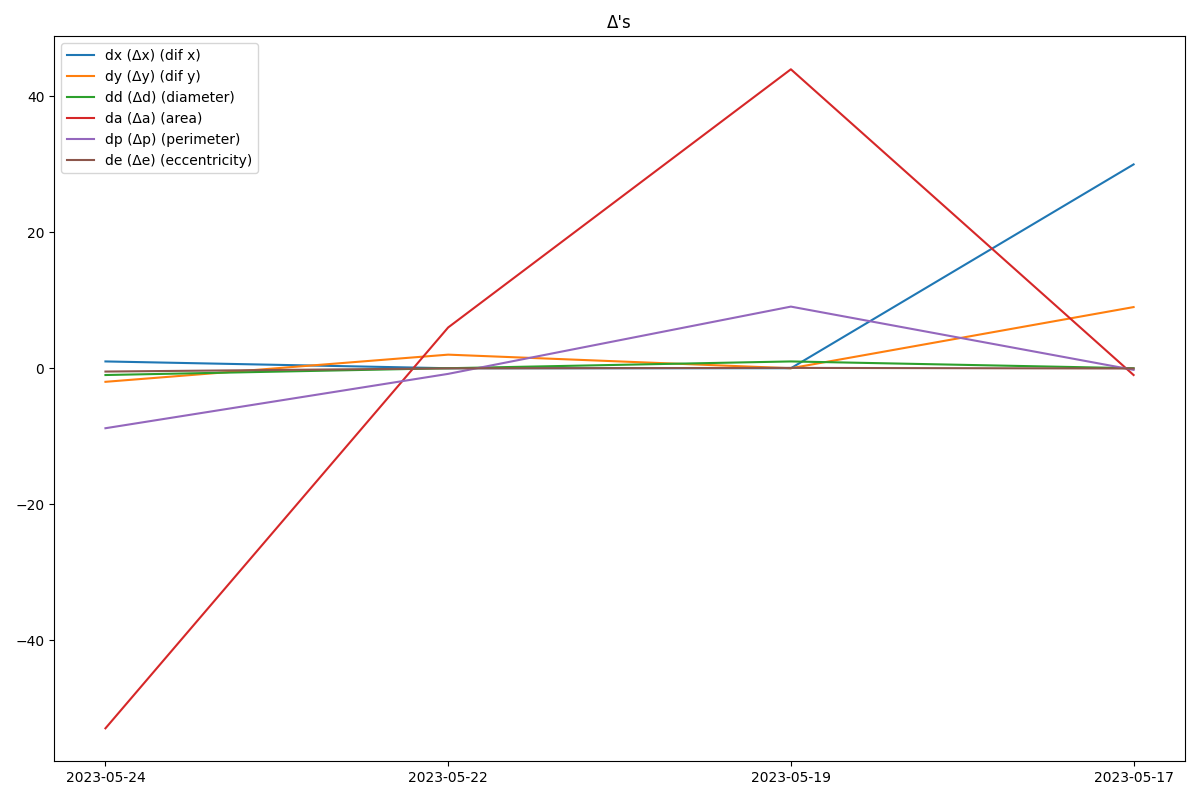 Δ's
dx (Δx) (dif x)
dy (Δy) (dif y)
dd (Δd) (diameter)
da (Δa) (area)
dp (Δp) (perimeter)
de (Δe) (eccentricity)
40
20
0
−20
−40
2023-05-24 2023-05-22 2023-05-19 2023-05-17